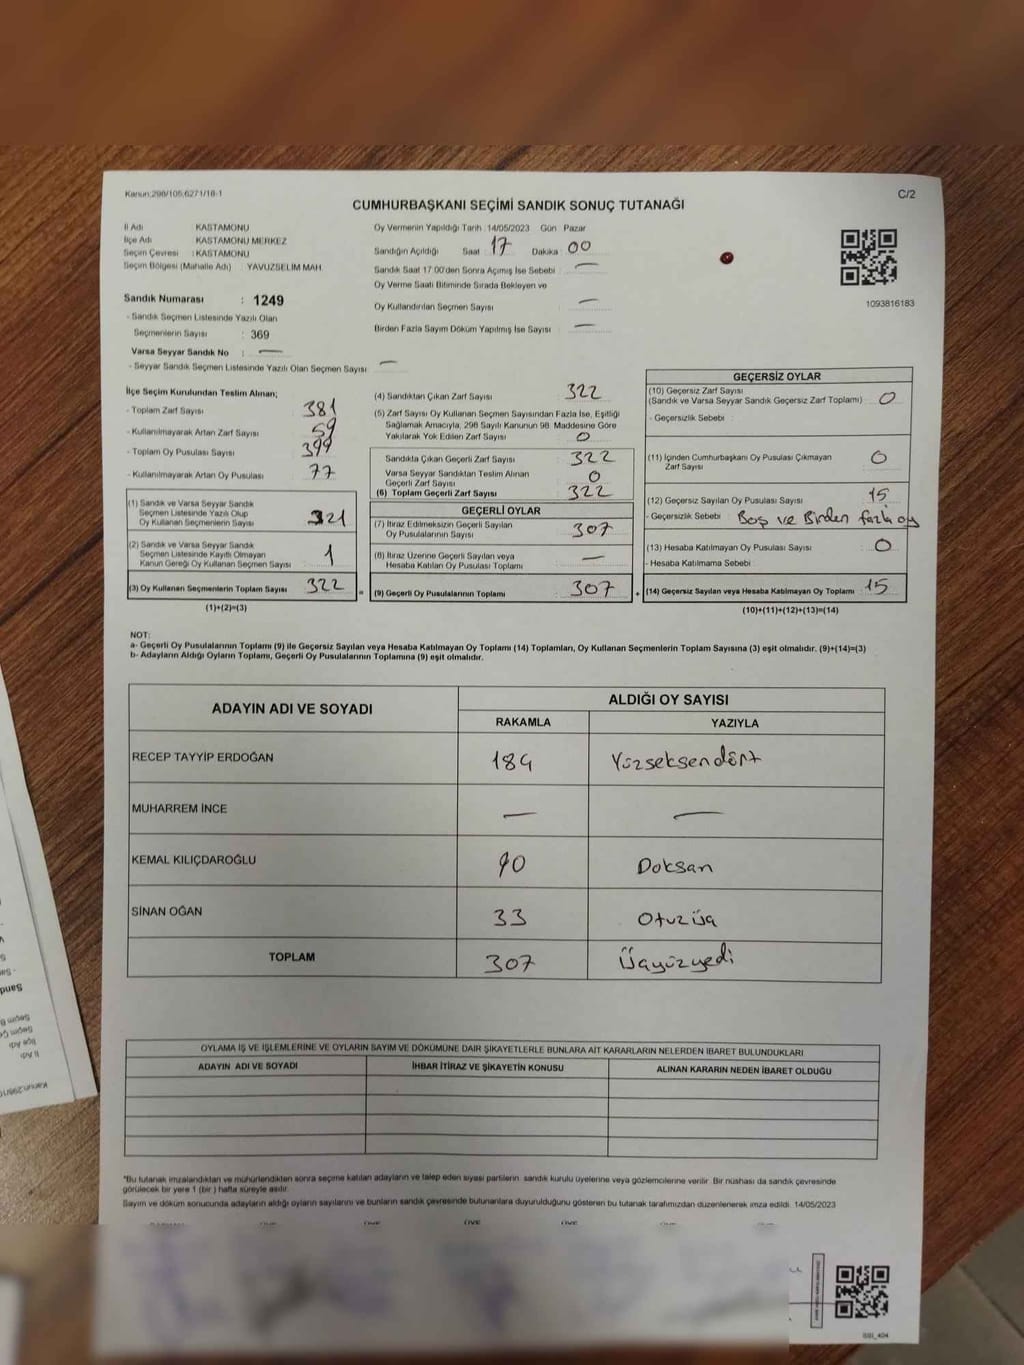 Kanun:298/105,6271/18-1
C/2
CUMHURBAŞKANI SEÇİMİ SANDIK SONUÇ TUTANAĞI
İl Adı KASTAMONU
İlçe Adı KASTAMONU MERKEZ
Seçim Çevresi : KASTAMONU
Seçim Bölgesi (Mahalle Adı) YAVUZSELİM MAH.
Sandık Numarası : 1249
- Sandık Seçmen Listesinde Yazılı Olan
Seçmenlerin Sayısı : 369
Varsa Seyyar Sandık No : —
- Seyyar Sandık Seçmen Listesinde Yazılı Olan Seçmen Sayısı —
Oy Vermenin Yapıldığı Tarih :14/05/2023 Gün Pazar
Sandığın Açıldığı Saat : 17 Dakika : 00
Sandık Saat 17.00'den Sonra Açımış İse Sebebi : —
Oy Verme Saati Bitiminde Sırada Bekleyen ve
Oy Kullandırılan Seçmen Sayısı : —
Birden Fazla Sayım Döküm Yapılmış İse Sayısı : —
1093816183
İlçe Seçim Kurulundan Teslim Alınan;
- Toplam Zarf Sayısı 381
- Kullanılmayarak Artan Zarf Sayısı 59
- Toplam Oy Pusulası Sayısı 399
- Kullanılmayarak Artan Oy Pusulası 77
(1) Sandık ve Varsa Seyyar Sandık
Seçmen Listesinde Yazılı Olup
Oy Kullanan Seçmenlerin Sayısı 321
(2) Sandık ve Varsa Seyyar Sandık
Seçmen Listesinde Kayıtlı Olmayan
Kanun Gereği Oy Kullanan Seçmen Sayısı 1
(3) Oy Kullanan Seçmenlerin Toplam Sayısı 322
(1)+(2)=(3)
(4) Sandıktan Çıkan Zarf Sayısı 322
(5) Zarf Sayısı Oy Kullanan Seçmen Sayısından Fazla İse, Eşitliği
Sağlamak Amacıyla, 298 Sayılı Kanunun 98. Maddesine Göre
Yakılarak Yok Edilen Zarf Sayısı 0
Sandıkta Çıkan Geçerli Zarf Sayısı 322
Varsa Seyyar Sandıktan Teslim Alınan
Geçerli Zarf Sayısı 0
(6) Toplam Geçerli Zarf Sayısı 322
GEÇERLİ OYLAR
(7) İtiraz Edilmeksizin Geçerli Sayılan
Oy Pusulalarının Sayısı 307
(8) İtiraz Üzerine Geçerli Sayılan veya
Hesaba Katılan Oy Pusulası Toplamı —
= (9) Geçerli Oy Pusulalarının Toplamı 307 +
GEÇERSİZ OYLAR
(10) Geçersiz Zarf Sayısı
(Sandık ve Varsa Seyyar Sandık Geçersiz Zarf Toplamı) 0
- Geçersizlik Sebebi :
(11) İçinden Cumhurbaşkanı Oy Pusulası Çıkmayan
Zarf Sayısı 0
(12) Geçersiz Sayılan Oy Pusulası Sayısı 15
- Geçersizlik Sebebi : Boş ve Birden fazla oy
(13) Hesaba Katılmayan Oy Pusulası Sayısı 0
- Hesaba Katılmama Sebebi
(14) Geçersiz Sayılan veya Hesaba Katılmayan Oy Toplamı 15
(10)+(11)+(12)+(13)=(14)
NOT:
a- Geçerli Oy Pusulalarının Toplamı (9) ile Geçersiz Sayılan veya Hesaba Katılmayan Oy Toplamı (14) Toplamları, Oy Kullanan Seçmenlerin Toplam Sayısına (3) eşit olmalıdır. (9)+(14)=(3)
b- Adayların Aldığı Oyların Toplamı, Geçerli Oy Pusulalarının Toplamına (9) eşit olmalıdır.
ADAYIN ADI VE SOYADI ALDIĞI OY SAYISI
RAKAMLA YAZIYLA
RECEP TAYYİP ERDOĞAN 184 Yüzseksendört
MUHARREM İNCE — —
KEMAL KILIÇDAROĞLU 90 Doksan
SİNAN OĞAN 33 Otuzüç
TOPLAM 307 Üçyüzyedi
OYLAMA İŞ VE İŞLEMLERİNE VE OYLARIN SAYIM VE DÖKÜMÜNE DAİR ŞİKAYETLERLE BUNLARA AİT KARARLARIN NELERDEN İBARET BULUNDUKLARI
ADAYIN ADI VE SOYADI İHBAR İTİRAZ VE ŞİKAYETİN KONUSU ALINAN KARARIN NEDEN İBARET OLDUĞU
*Bu tutanak imzalandıktan ve mühürlendikten sonra seçime katılan adayların ve talep eden siyasi partilerin sandık kurulu üyelerine veya gözlemcilerine verilir. Bir nüshası da sandık çevresinde
görülecek bir yere 1 (bir ) hafta süreyle asılır.
Sayım ve döküm sonucunda adayların aldığı oyların sayılarını ve bunların sandık çevresinde bulunanlara duyurulduğunu gösteren bu tutanak tarafımızdan düzenlenerek imza edildi. 14/05/2023